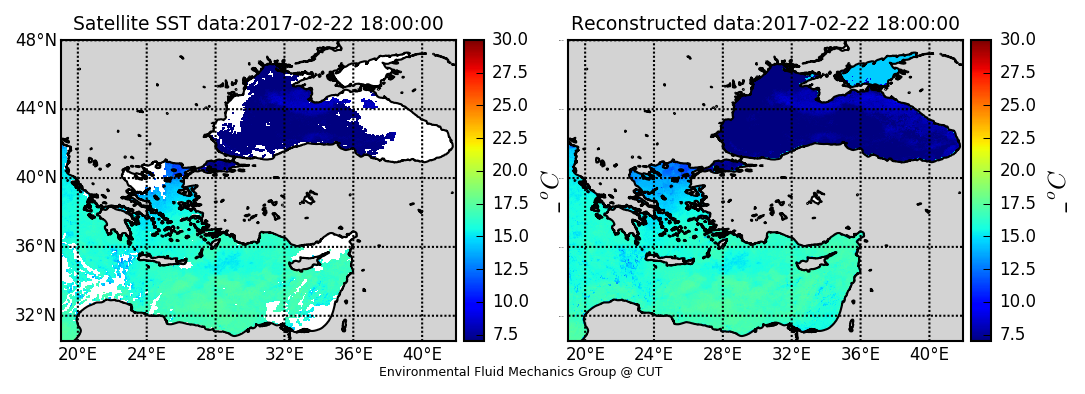 Satellite SST data:2017-02-22 18:00:00
48°N
44°N
40°N
36°N
32°N
20°E 24°E 28°E 32°E 36°E 40°E
30.0
27.5
25.0
22.5
20.0
17.5
15.0
12.5
10.0
7.5
_ °C
Reconstructed data:2017-02-22 18:00:00
20°E 24°E 28°E 32°E 36°E 40°E
30.0
27.5
25.0
22.5
20.0
17.5
15.0
12.5
10.0
7.5
_ °C
Environmental Fluid Mechanics Group @ CUT